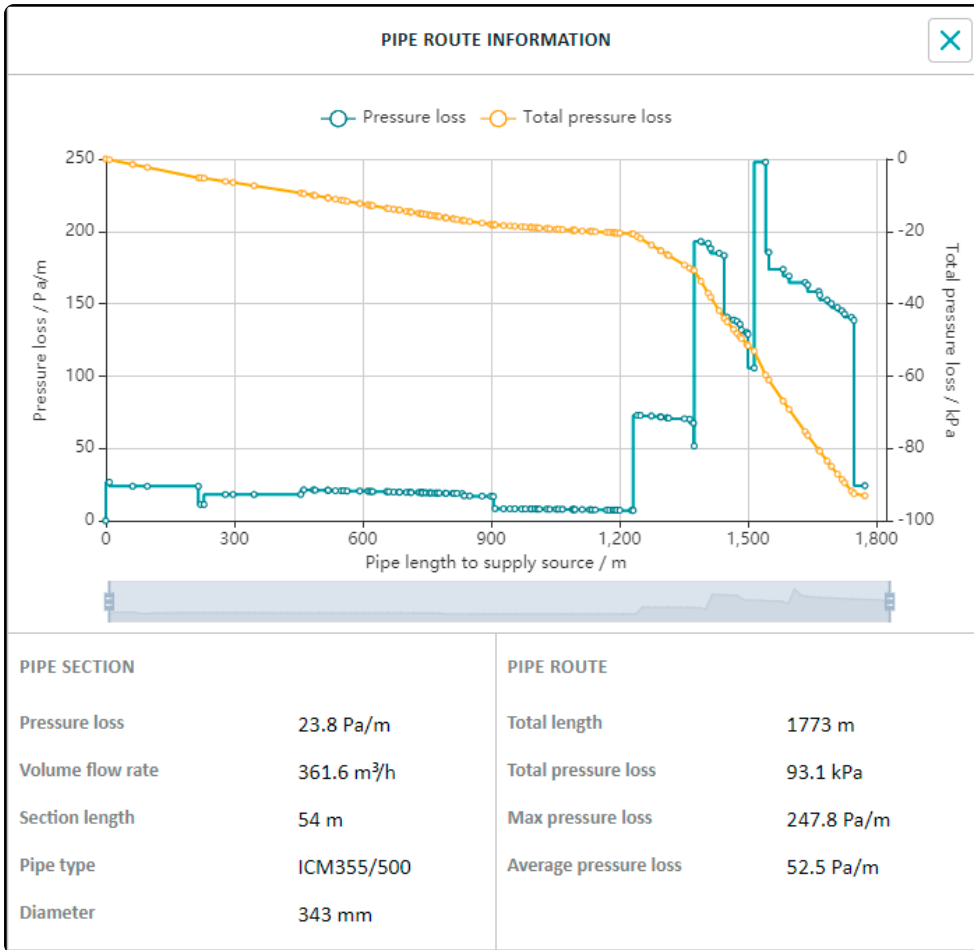 PIPE ROUTE INFORMATION
Pressure loss Total pressure loss
250
200
150
100
50
0
Pressure loss / Pa/m
0
-20
-40
-60
-80
-100
Total pressure loss / kPa
0 300 600 900 1,200 1,500 1,800
Pipe length to supply source / m
PIPE SECTION
Pressure loss 23.8 Pa/m
Volume flow rate 361.6 m³/h
Section length 54 m
Pipe type ICM355/500
Diameter 343 mm
PIPE ROUTE
Total length 1773 m
Total pressure loss 93.1 kPa
Max pressure loss 247.8 Pa/m
Average pressure loss 52.5 Pa/m